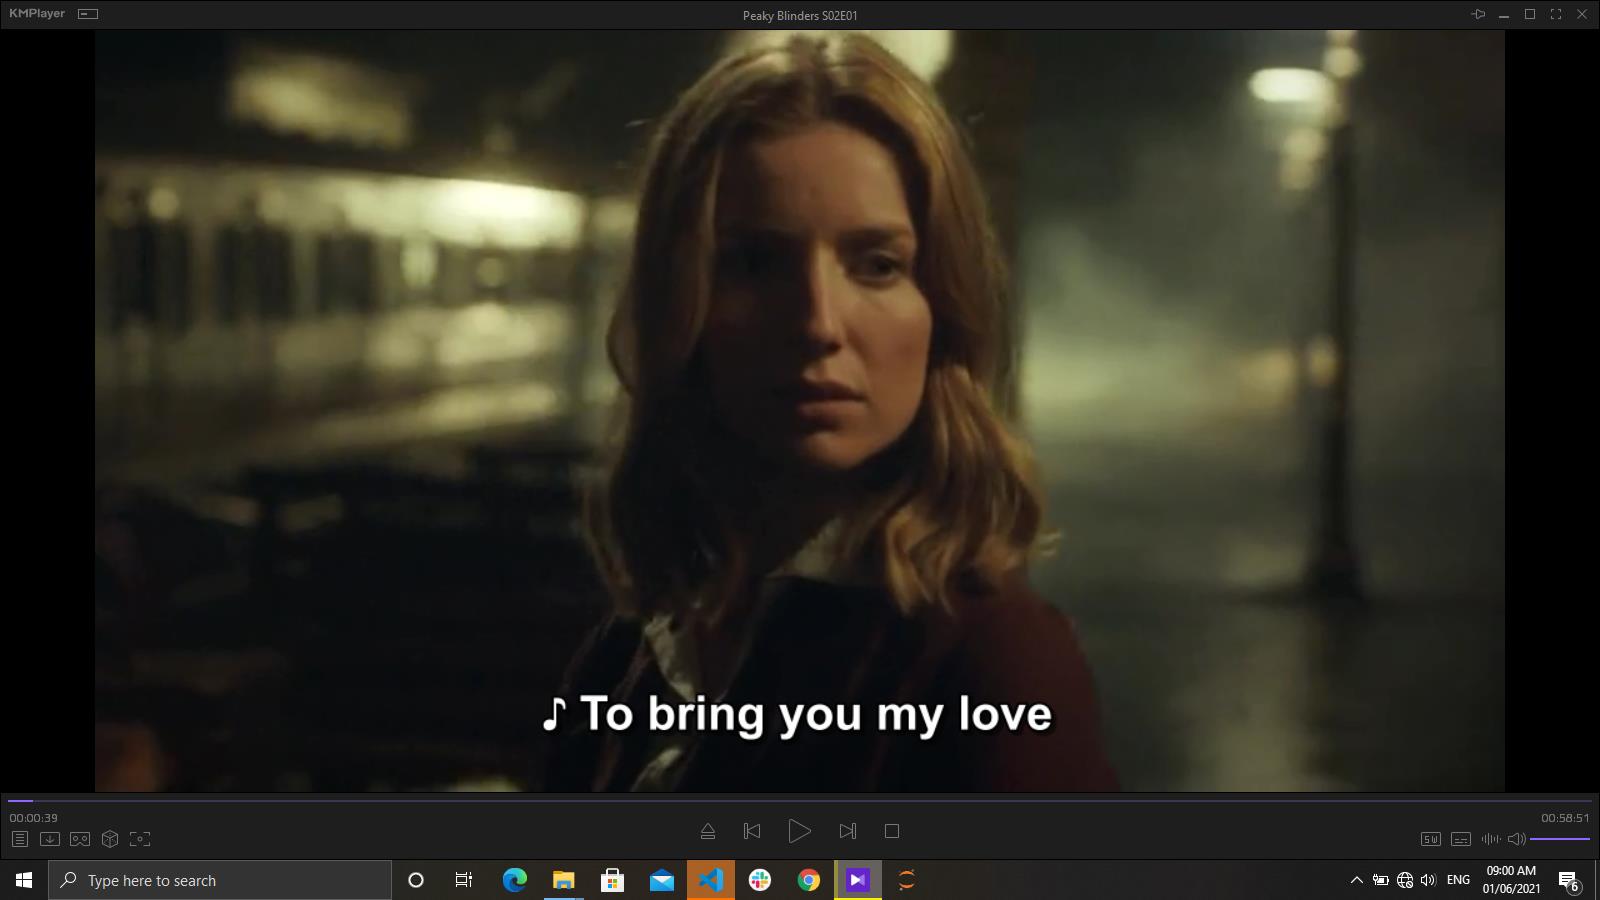 KMPlayer
Peaky Blinders S02E01
♪ To bring you my love
00:00:39
00:58:51
SW
Type here to search
ENG
09:00 AM
01/06/2021
6